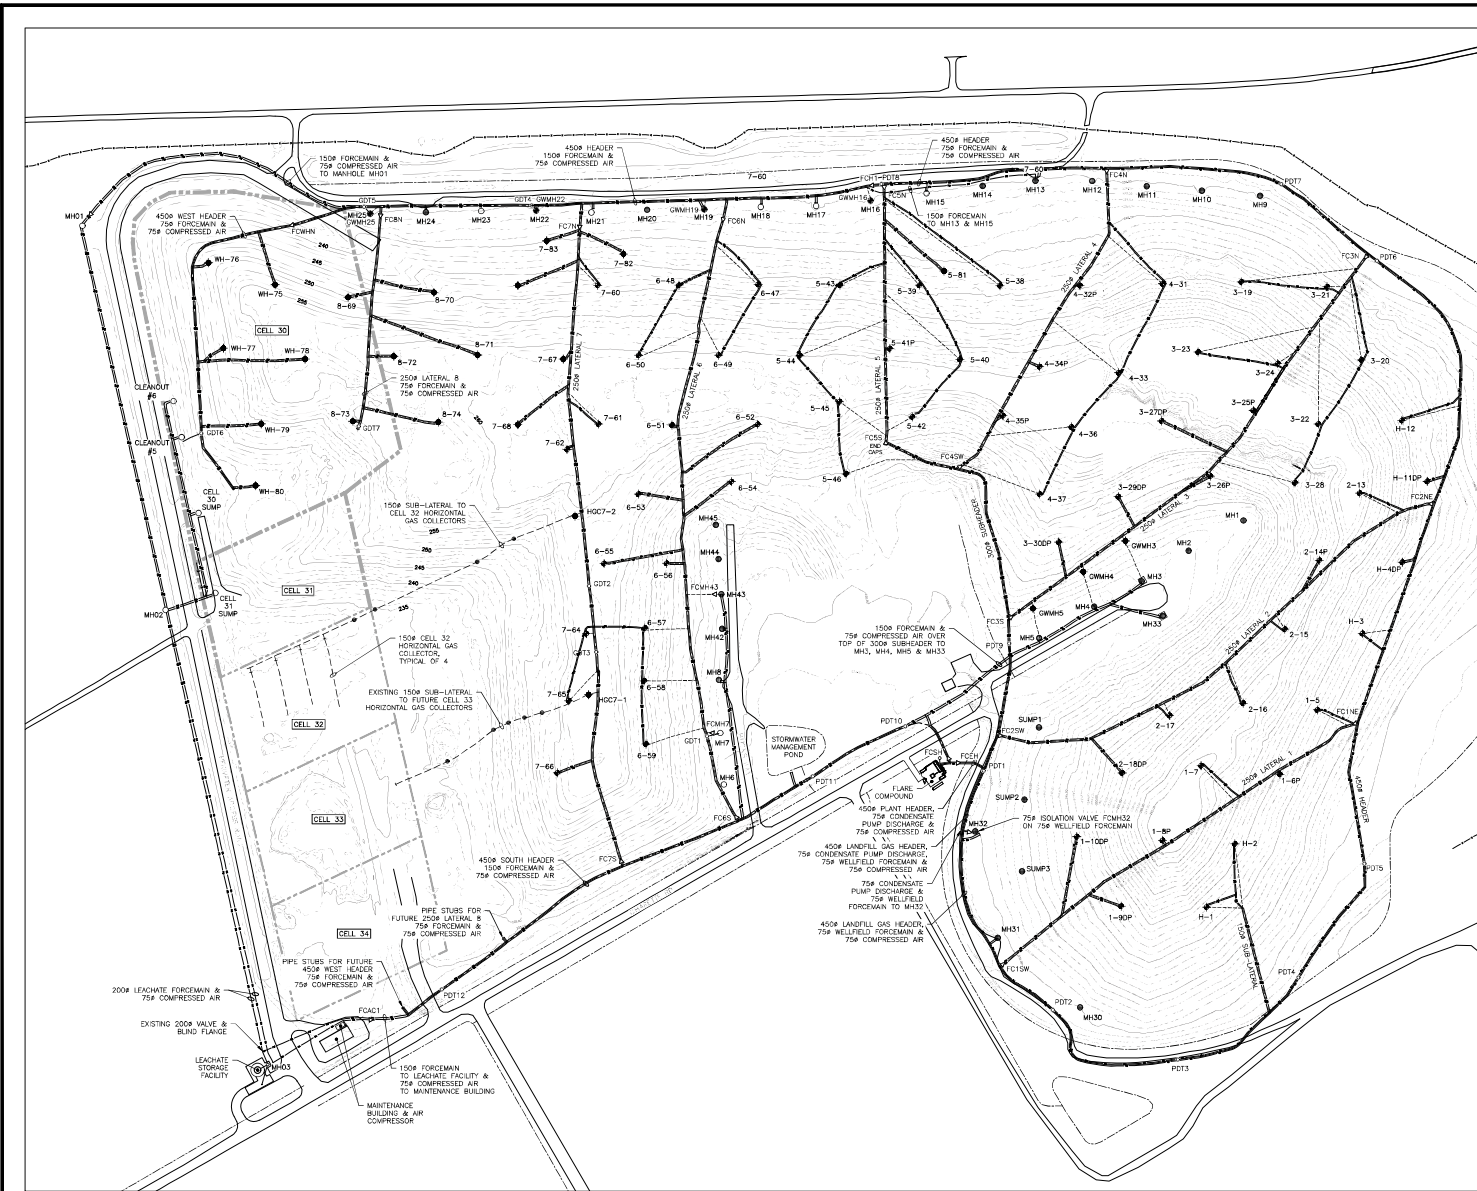 450ø HEADER
75ø FORCEMAIN &
75ø COMPRESSED AIR
450ø HEADER
150ø FORCEMAIN &
75ø COMPRESSED AIR
150ø FORCEMAIN &
75ø COMPRESSED AIR
TO MANHOLE MH01
7-60
FCH1-PDT8
7-60
FC4N
PDT7
MH01
450ø WEST HEADER
75ø FORCEMAIN &
75ø COMPRESSED AIR
GDT5
MH25
GWMH25
FC8N
MH24
MH23
GDT4
GWMH22
MH22
MH21
MH20
GWMH19
MH19
FC6N
MH18
MH17
GWMH16
MH16
FC5N
MH15
MH14
MH13
MH12
MH11
MH10
MH9
150ø FORCEMAIN
TO MH13 & MH15
FCWHN
FC7N
7-83
7-82
240
245
250
255
WH-76
WH-75
8-69
8-70
7-60
6-48
6-47
5-43
5-39
5-81
5-38
250ø LATERAL 4
4-32P
4-31
3-19
3-21
FC3N
PDT6
CELL 30
WH-77
WH-78
8-72
8-71
7-67
250ø LATERAL 7
6-50
6-49
250ø LATERAL 6
5-44
5-41P
250ø LATERAL 5
5-40
4-34P
4-33
3-23
3-24
3-20
CLEANOUT
#6
250ø LATERAL 8
75ø FORCEMAIN &
75ø COMPRESSED AIR
8-73
8-74
GDT7
260
7-68
7-61
6-51
6-52
5-45
5-42
4-35P
4-36
3-27DP
3-25P
3-22
H-12
CLEANOUT
#5
GDT6
WH-79
WH-80
7-62
FC5S
END
CAPS
FC4SW
5-46
4-37
3-29DP
3-26P
3-28
2-13
H-11DP
FC2NE
CELL
30
SUMP
150ø SUB-LATERAL TO
CELL 32 HORIZONTAL
GAS COLLECTORS
HGC7-2
6-53
6-54
MH45
300ø SUBHEADER
250ø LATERAL 3
MH1
255
250
245
240
235
6-55
6-56
MH44
3-30DP
GWMH3
MH2
2-14P
H-4DP
CELL 31
CELL
31
SUMP
MH02
GDT2
FCMH43
MH43
GWMH4
MH3
MH4
MH33
GWMH5
MH5
FC3S
PDT9
150ø FORCEMAIN &
75ø COMPRESSED AIR OVER
TOP OF 300ø SUBHEADER TO
MH3, MH4, MH5 & MH33
7-64
6-57
MH42
GDT3
250ø LATERAL 2
2-15
H-3
150ø CELL 32
HORIZONTAL GAS
COLLECTOR,
TYPICAL OF 4
EXISTING 150ø SUB-LATERAL
TO FUTURE CELL 33
HORIZONTAL GAS COLLECTORS
7-65
HGC7-1
6-58
MH8
CELL 32
FCMH7
GDT1
MH7
6-59
7-66
MH6
STORMWATER
MANAGEMENT
POND
PDT10
PDT11
FCSH
FCEH
PDT1
FC2SW
SUMP1
2-17
2-16
2-18DP
1-5
FC1NE
1-7
250ø LATERAL 1
1-6P
450ø HEADER
FLARE
COMPOUND
SUMP2
CELL 33
FC6S
450ø PLANT HEADER,
75ø CONDENSATE
PUMP DISCHARGE &
75ø COMPRESSED AIR
MH32
75ø ISOLATION VALVE FCMH32
ON 75ø WELLFIELD FORCEMAIN
450ø LANDFILL GAS HEADER,
75ø CONDENSATE PUMP DISCHARGE,
75ø WELLFIELD FORCEMAIN &
75ø COMPRESSED AIR
1-10DP
1-8P
H-2
FC7S
450ø SOUTH HEADER
150ø FORCEMAIN &
75ø COMPRESSED AIR
SUMP3
PDT5
75ø CONDENSATE
PUMP DISCHARGE &
75ø WELLFIELD
FORCEMAIN TO MH32
450ø LANDFILL GAS HEADER,
75ø WELLFIELD FORCEMAIN &
75ø COMPRESSED AIR
1-9DP
H-1
150ø SUB-LATERAL
PIPE STUBS FOR
FUTURE 250ø LATERAL 8
75ø FORCEMAIN &
75ø COMPRESSED AIR
CELL 34
MH31
FC1SW
PIPE STUBS FOR FUTURE
450ø WEST HEADER
75ø FORCEMAIN &
75ø COMPRESSED AIR
200ø LEACHATE FORCEMAIN &
75ø COMPRESSED AIR
PDT12
PDT4
PDT2
MH30
FCAC1
EXISTING 200ø VALVE &
BLIND FLANGE
LEACHATE
STORAGE
FACILITY
MH03
150ø FORCEMAIN
TO LEACHATE FACILITY &
75ø COMPRESSED AIR
TO MAINTENANCE BUILDING
PDT3
MAINTENANCE
BUILDING & AIR
COMPRESSOR